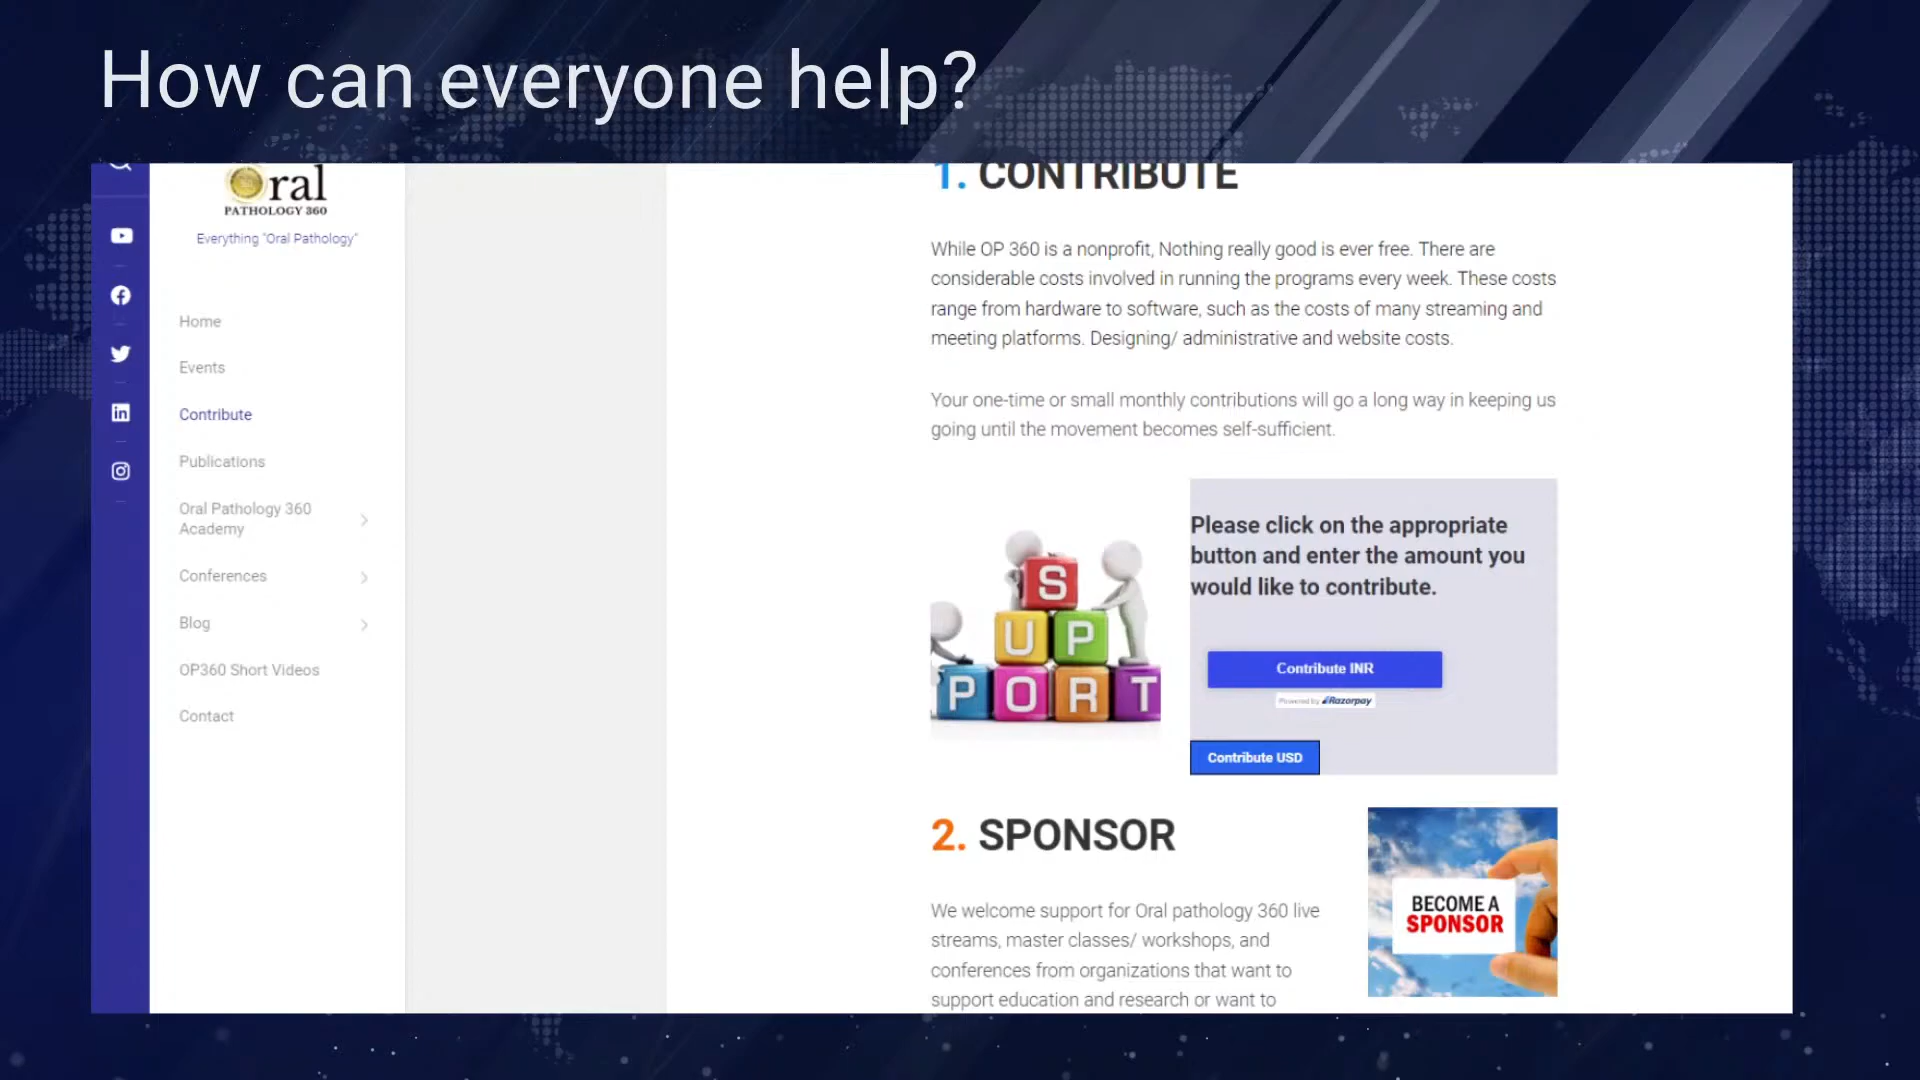 How can everyone help?
Oral
PATHOLOGY 360
Everything "Oral Pathology"
Home
Events
Contribute
Publications
Oral Pathology 360
Academy
Conferences
Blog
OP360 Short Videos
Contact
1. CONTRIBUTE
While OP 360 is a nonprofit, Nothing really good is ever free. There are
considerable costs involved in running the programs every week. These costs
range from hardware to software, such as the costs of many streaming and
meeting platforms. Designing/ administrative and website costs.
Your one-time or small monthly contributions will go a long way in keeping us
going until the movement becomes self-sufficient.
S
UP
PORT
Please click on the appropriate
button and enter the amount you
would like to contribute.
Contribute INR
Powered by Razorpay
Contribute USD
2. SPONSOR
We welcome support for Oral pathology 360 live
streams, master classes/ workshops, and
conferences from organizations that want to
support education and research or want to
BECOME A
SPONSOR